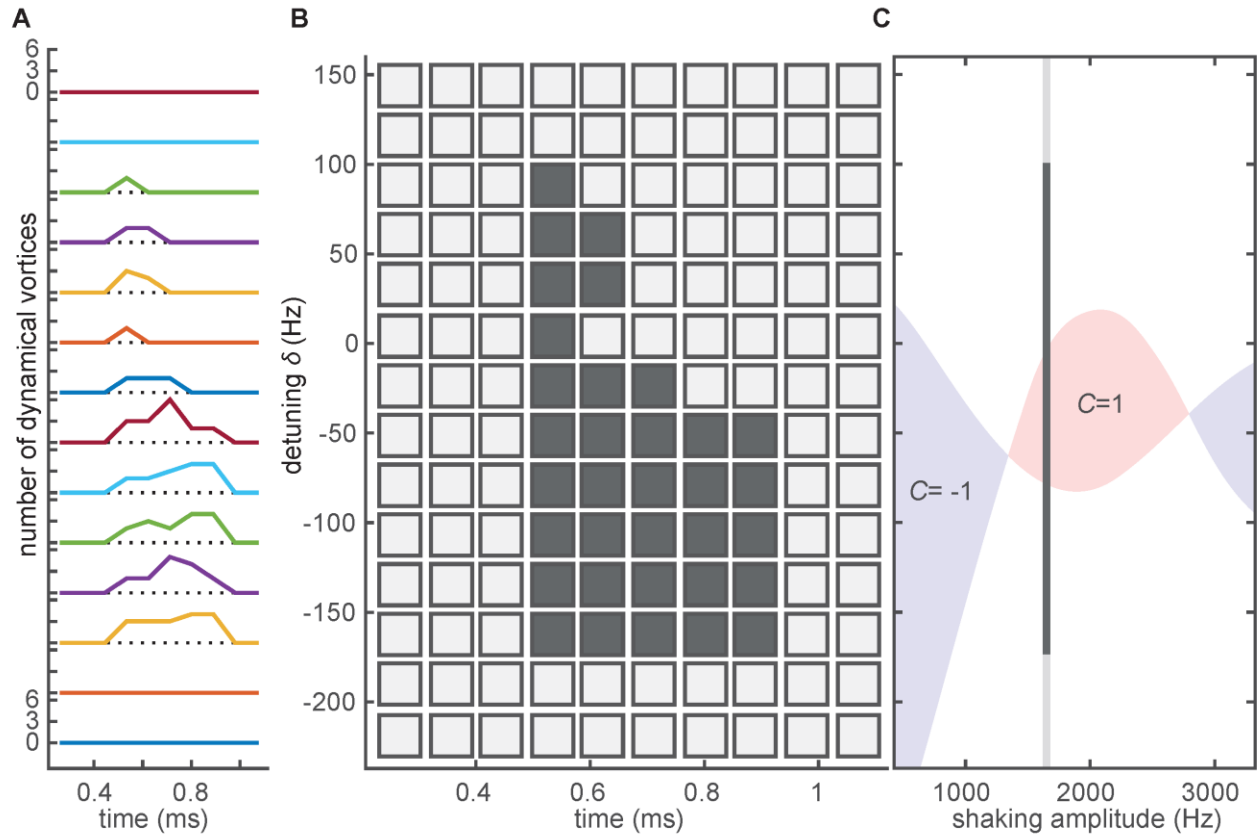 A
B
C
number of dynamical vortices
6
3
0
6
3
0
0.4
0.8
time (ms)
detuning δ (Hz)
150
100
50
0
-50
-100
-150
-200
0.4
0.6
0.8
1
time (ms)
C=1
C= -1
1000
2000
3000
shaking amplitude (Hz)